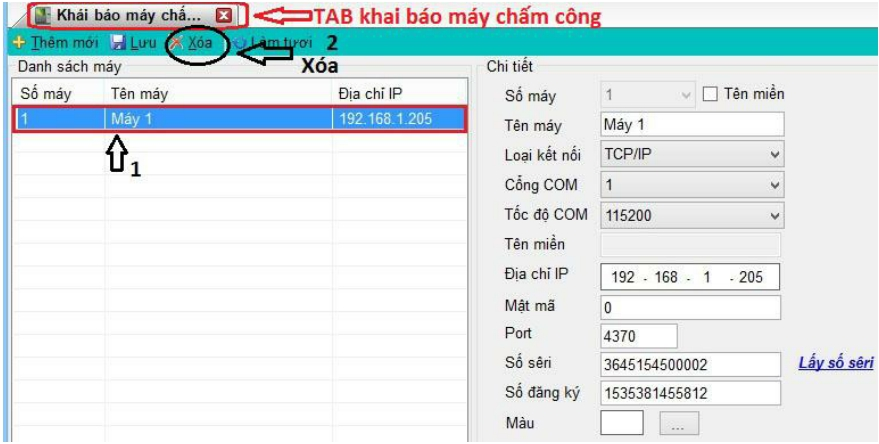 Khái báo máy chấ... TAB khai báo máy chấm công
Thêm mới Lưu Xóa Làm tươi 2
Danh sách máy Xóa Chi tiết
Số máy Tên máy Địa chỉ IP
1 Máy 1 192.168.1.205
1
Số máy 1 Tên miền
Tên máy Máy 1
Loại kết nối TCP/IP
Cổng COM 1
Tốc độ COM 115200
Tên miền
Địa chỉ IP 192 . 168 . 1 . 205
Mật mã 0
Port 4370
Số sêri 3645154500002 Lấy số sêri
Số đăng ký 1535381455812
Màu ...